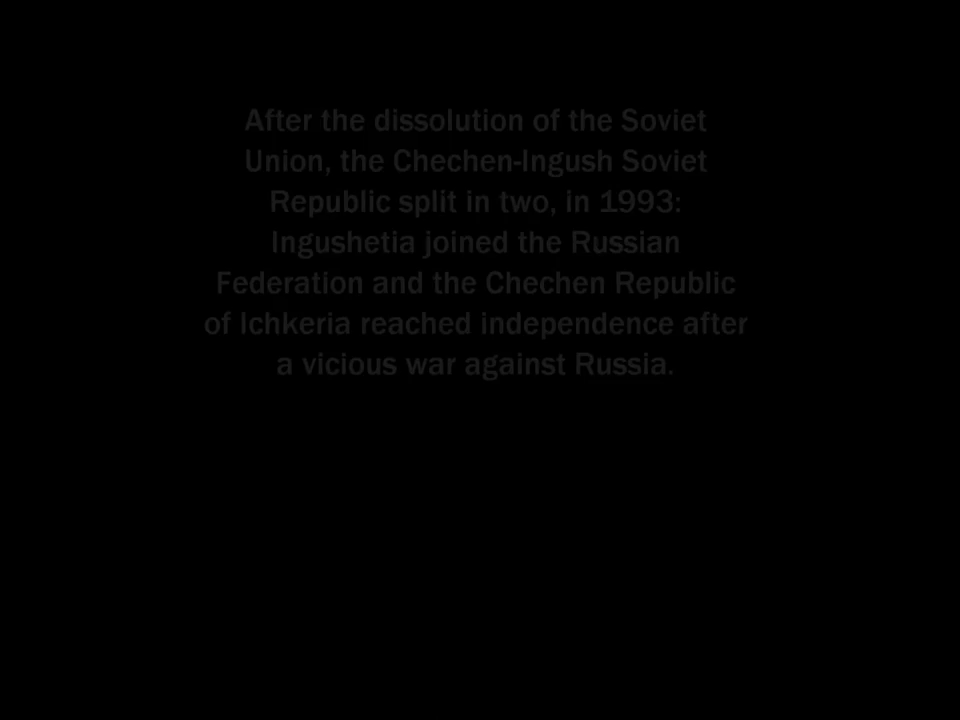 After the dissolution of the Soviet
Union, the Chechen-Ingush Soviet
Republic split in two, in 1993:
Ingushetia joined the Russian
Federation and the Chechen Republic
of Ichkeria reached independence after
a vicious war against Russia.